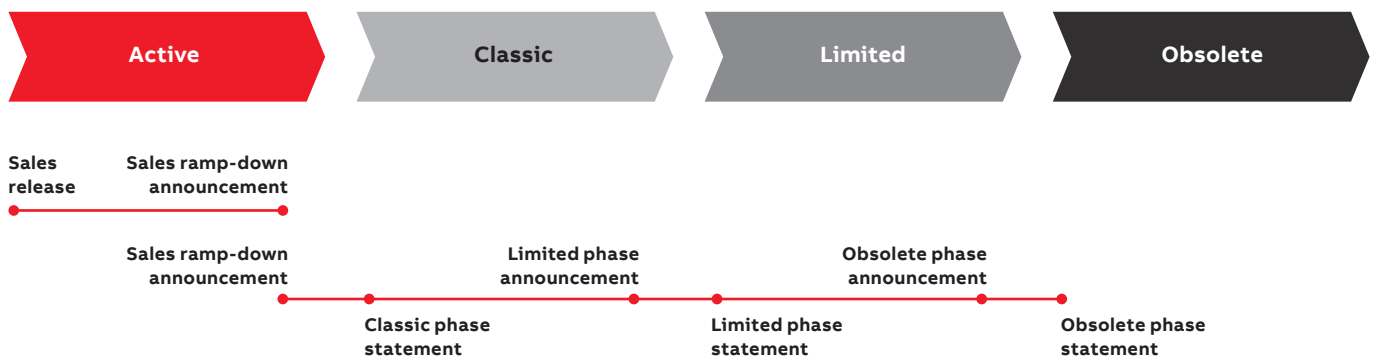 Active
Classic
Limited
Obsolete
Sales
release
Sales ramp-down
announcement
Sales ramp-down
announcement
Limited phase
announcement
Obsolete phase
announcement
Classic phase
statement
Limited phase
statement
Obsolete phase
statement